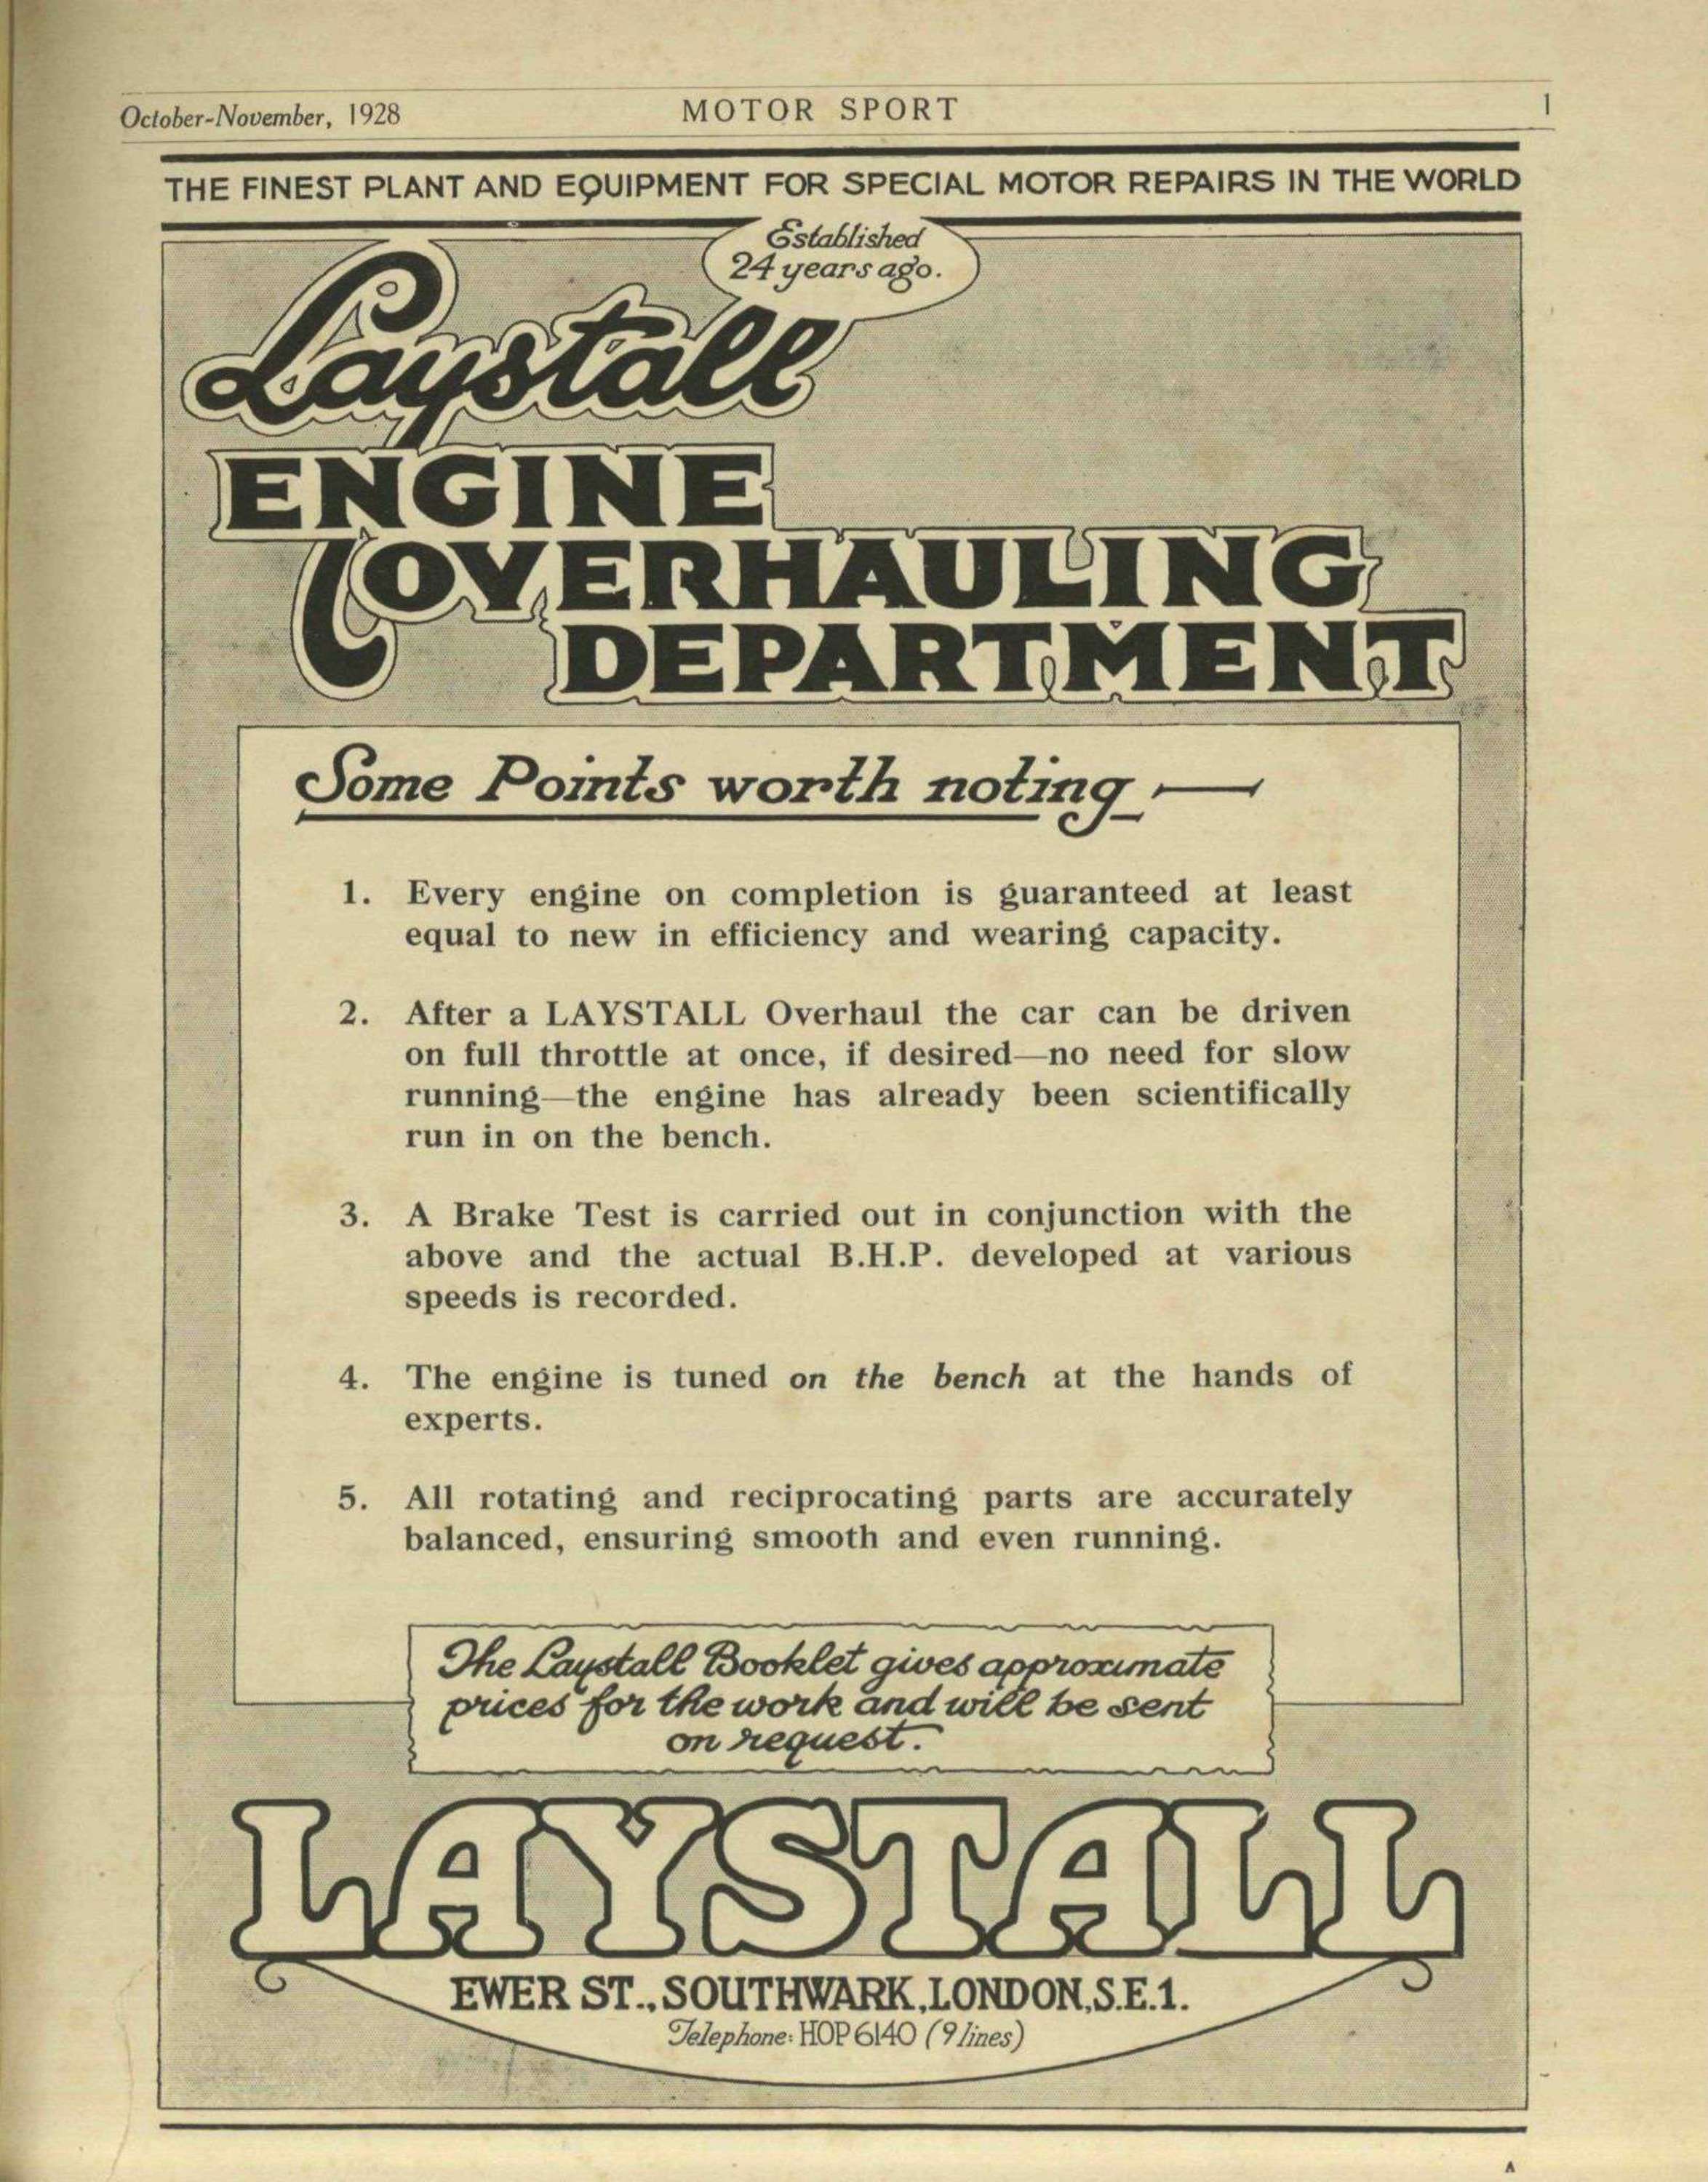 October-November, 1928
MOTOR SPORT
1
THE FINEST PLANT AND EQUIPMENT FOR SPECIAL MOTOR REPAIRS IN THE WORLD
Established
24 years ago.
Laystall
ENGINE
OVERHAULING
DEPARTMENT
Some Points worth noting —
1. Every engine on completion is guaranteed at least
equal to new in efficiency and wearing capacity.
2. After a LAYSTALL Overhaul the car can be driven
on full throttle at once, if desired—no need for slow
running—the engine has already been scientifically
run in on the bench.
3. A Brake Test is carried out in conjunction with the
above and the actual B.H.P. developed at various
speeds is recorded.
4. The engine is tuned on the bench at the hands of
experts.
5. All rotating and reciprocating parts are accurately
balanced, ensuring smooth and even running.
The Laystall Booklet gives approximate
prices for the work and will be sent
on request.
LAYSTALL
EWER ST., SOUTHWARK, LONDON, S.E.1.
Telephone: HOP 6140 (9 lines)
A